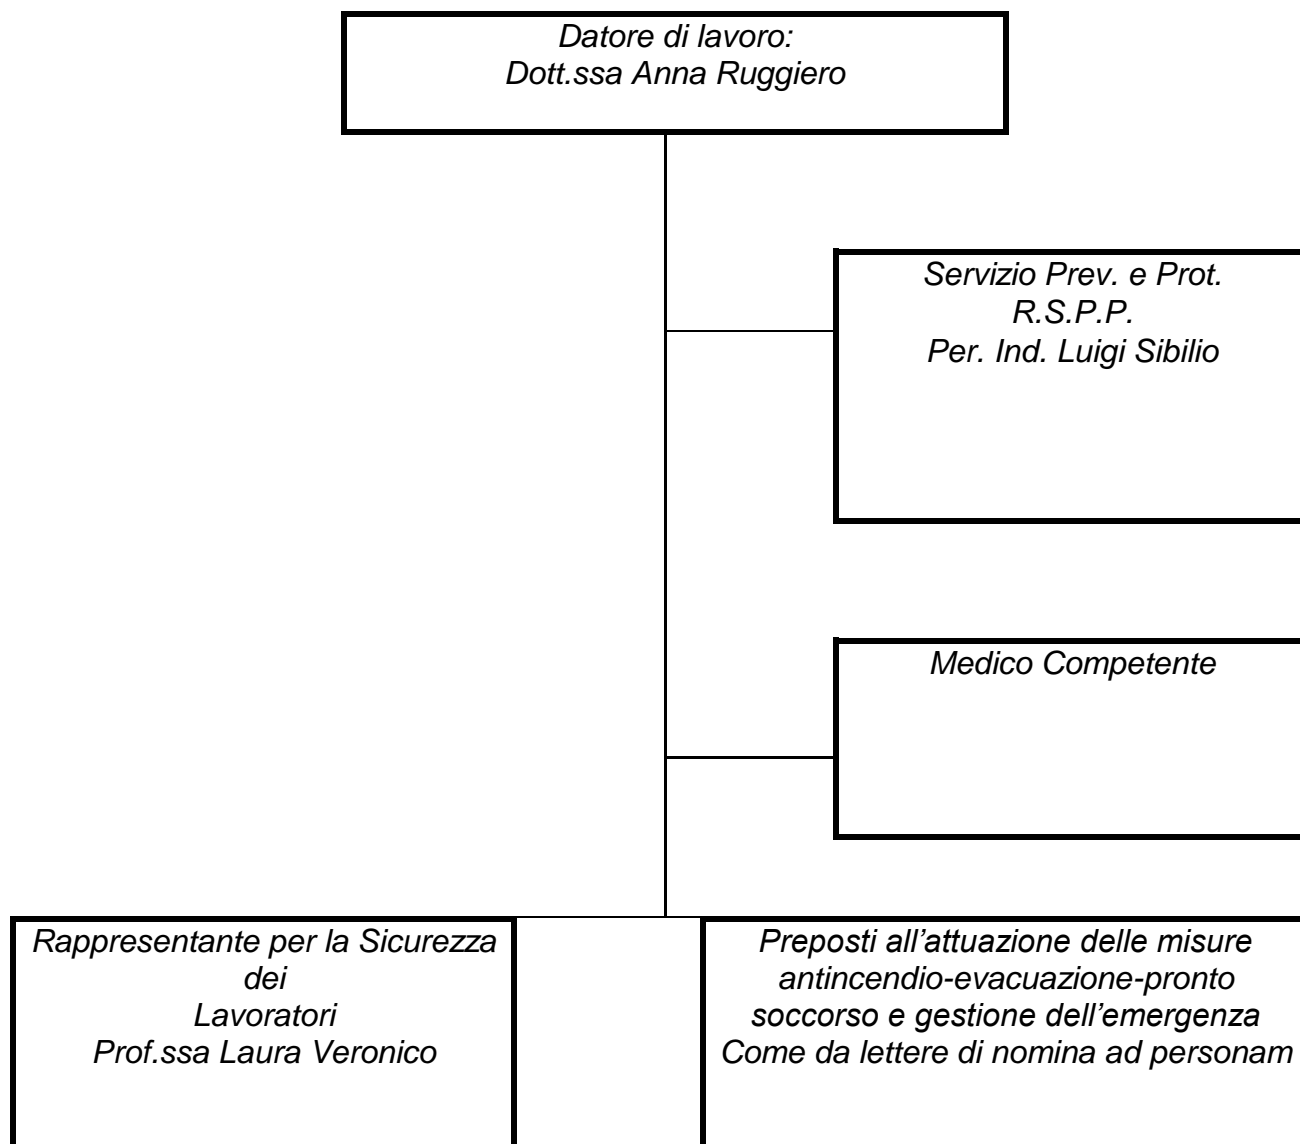 Datore di lavoro:
Dott.ssa Anna Ruggiero
Servizio Prev. e Prot.
R.S.P.P.
Per. Ind. Luigi Sibilio
Medico Competente
Rappresentante per la Sicurezza
dei
Lavoratori
Prof.ssa Laura Veronico
Preposti all’attuazione delle misure
antincendio-evacuazione-pronto
soccorso e gestione dell’emergenza
Come da lettere di nomina ad personam